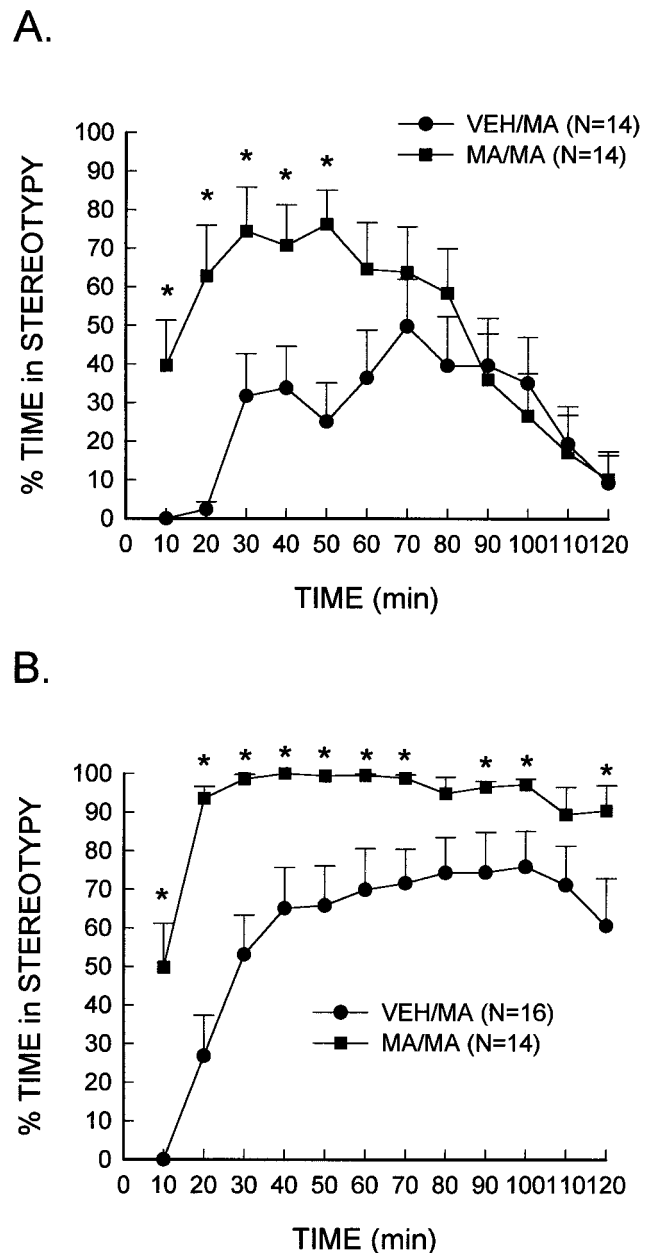 A.
VEH/MA (N=14)
MA/MA (N=14)
% TIME in STEREOTYPY
100
90
80
70
60
50
40
30
20
10
0
* * * * *
0 10 20 30 40 50 60 70 80 90 100110120
TIME (min)
B.
% TIME in STEREOTYPY
100
90
80
70
60
50
40
30
20
10
0
* * * * * * * * * *
VEH/MA (N=16)
MA/MA (N=14)
0 10 20 30 40 50 60 70 80 90 100110120
TIME (min)